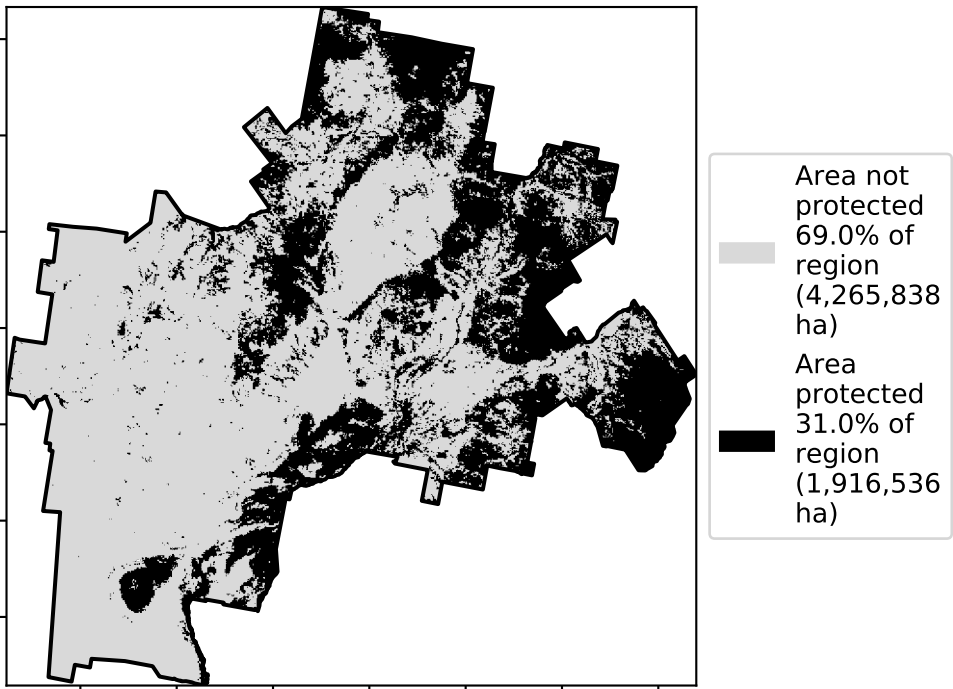 Area not
protected
69.0% of
region
(4,265,838
ha)
Area
protected
31.0% of
region
(1,916,536
ha)